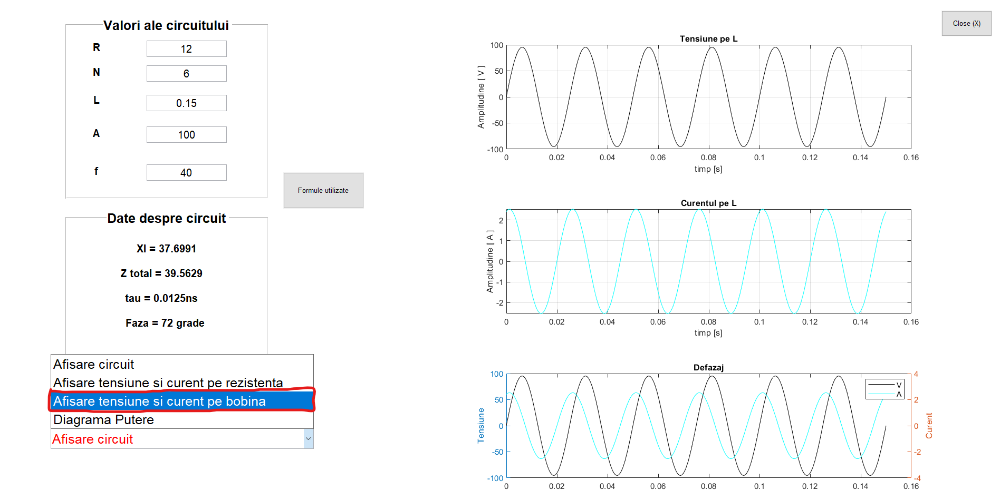 Valori ale circuitului
R
12
N
6
L
0.15
A
100
f
40
Formule utilizate
Date despre circuit
Xl = 37.6991
Z total = 39.5629
tau = 0.0125ns
Faza = 72 grade
Afisare circuit
Afisare tensiune si curent pe rezistenta
Afisare tensiune si curent pe bobina
Diagrama Putere
Afisare circuit
Close (X)
Tensiune pe L
Amplitudine [ V ]
100
50
0
-50
-100
0 0.02 0.04 0.06 0.08 0.1 0.12 0.14 0.16
timp [s]
Curentul pe L
Amplitudine [ A ]
2
1
0
-1
-2
0 0.02 0.04 0.06 0.08 0.1 0.12 0.14 0.16
timp [s]
Defazaj
Tensiune
100
50
0
-50
-100
V
A
4
2
0
-2
-4
Curent
0 0.02 0.04 0.06 0.08 0.1 0.12 0.14 0.16